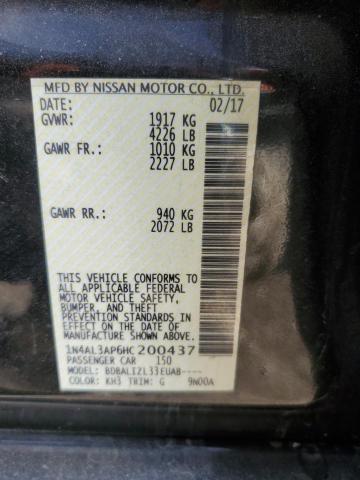 MFD BY NISSAN MOTOR CO., LTD.
DATE: 02/17
GVWR: 1917 KG
4226 LB
GAWR FR.: 1010 KG
2227 LB
GAWR RR.: 940 KG
2072 LB
THIS VEHICLE CONFORMS TO
ALL APPLICABLE FEDERAL
MOTOR VEHICLE SAFETY,
BUMPER, AND THEFT
PREVENTION STANDARDS IN
EFFECT ON THE DATE OF
MANUFACTURE SHOWN ABOVE.
1N4AL3AP6HC200437
PASSENGER CAR 150
MODEL: BDBALIZL33EUAB----
COLOR: KH3 TRIM: G 9N00A